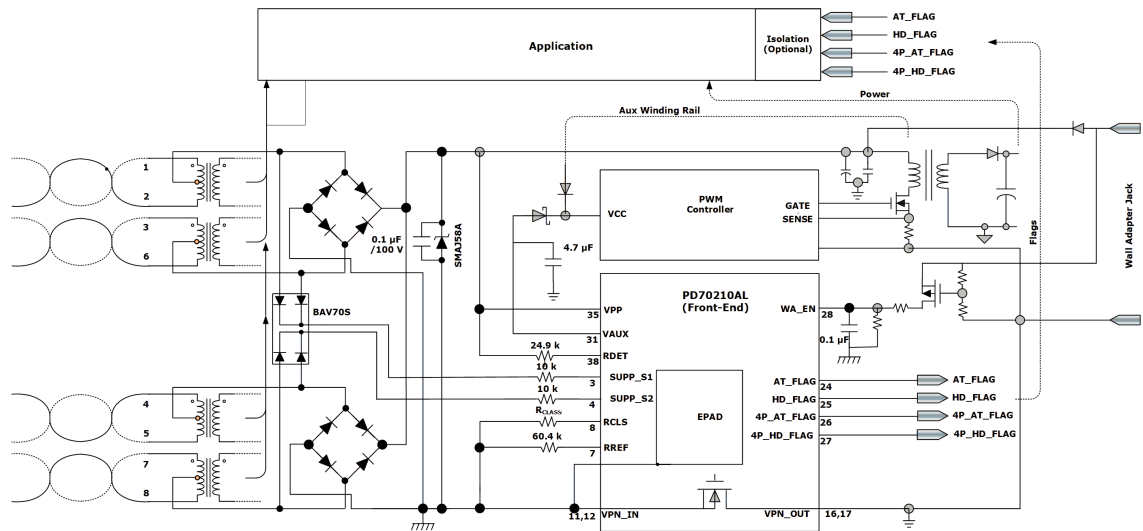 Application
Isolation
(Optional)
AT_FLAG
HD_FLAG
4P_AT_FLAG
4P_HD_FLAG
Power
Aux Winding Rail
1
2
3
6
0.1 µF
/100 V
SMAJ58A
4.7 µF
VCC
PWM
Controller
GATE
SENSE
Flags
Wall Adapter Jack
BAV70S
PD70210AL
(Front-End)
VPP
35
VAUX
31
24.9 k
RDET
38
10 k
SUPP_S1
3
10 k
SUPP_S2
4
RCLASS
RCLS
8
60.4 k
RREF
7
EPAD
WA_EN
28
0.1 µF
AT_FLAG
24
AT_FLAG
HD_FLAG
25
HD_FLAG
4P_AT_FLAG
26
4P_AT_FLAG
4P_HD_FLAG
27
4P_HD_FLAG
4
5
7
8
11,12
VPN_IN
VPN_OUT
16,17